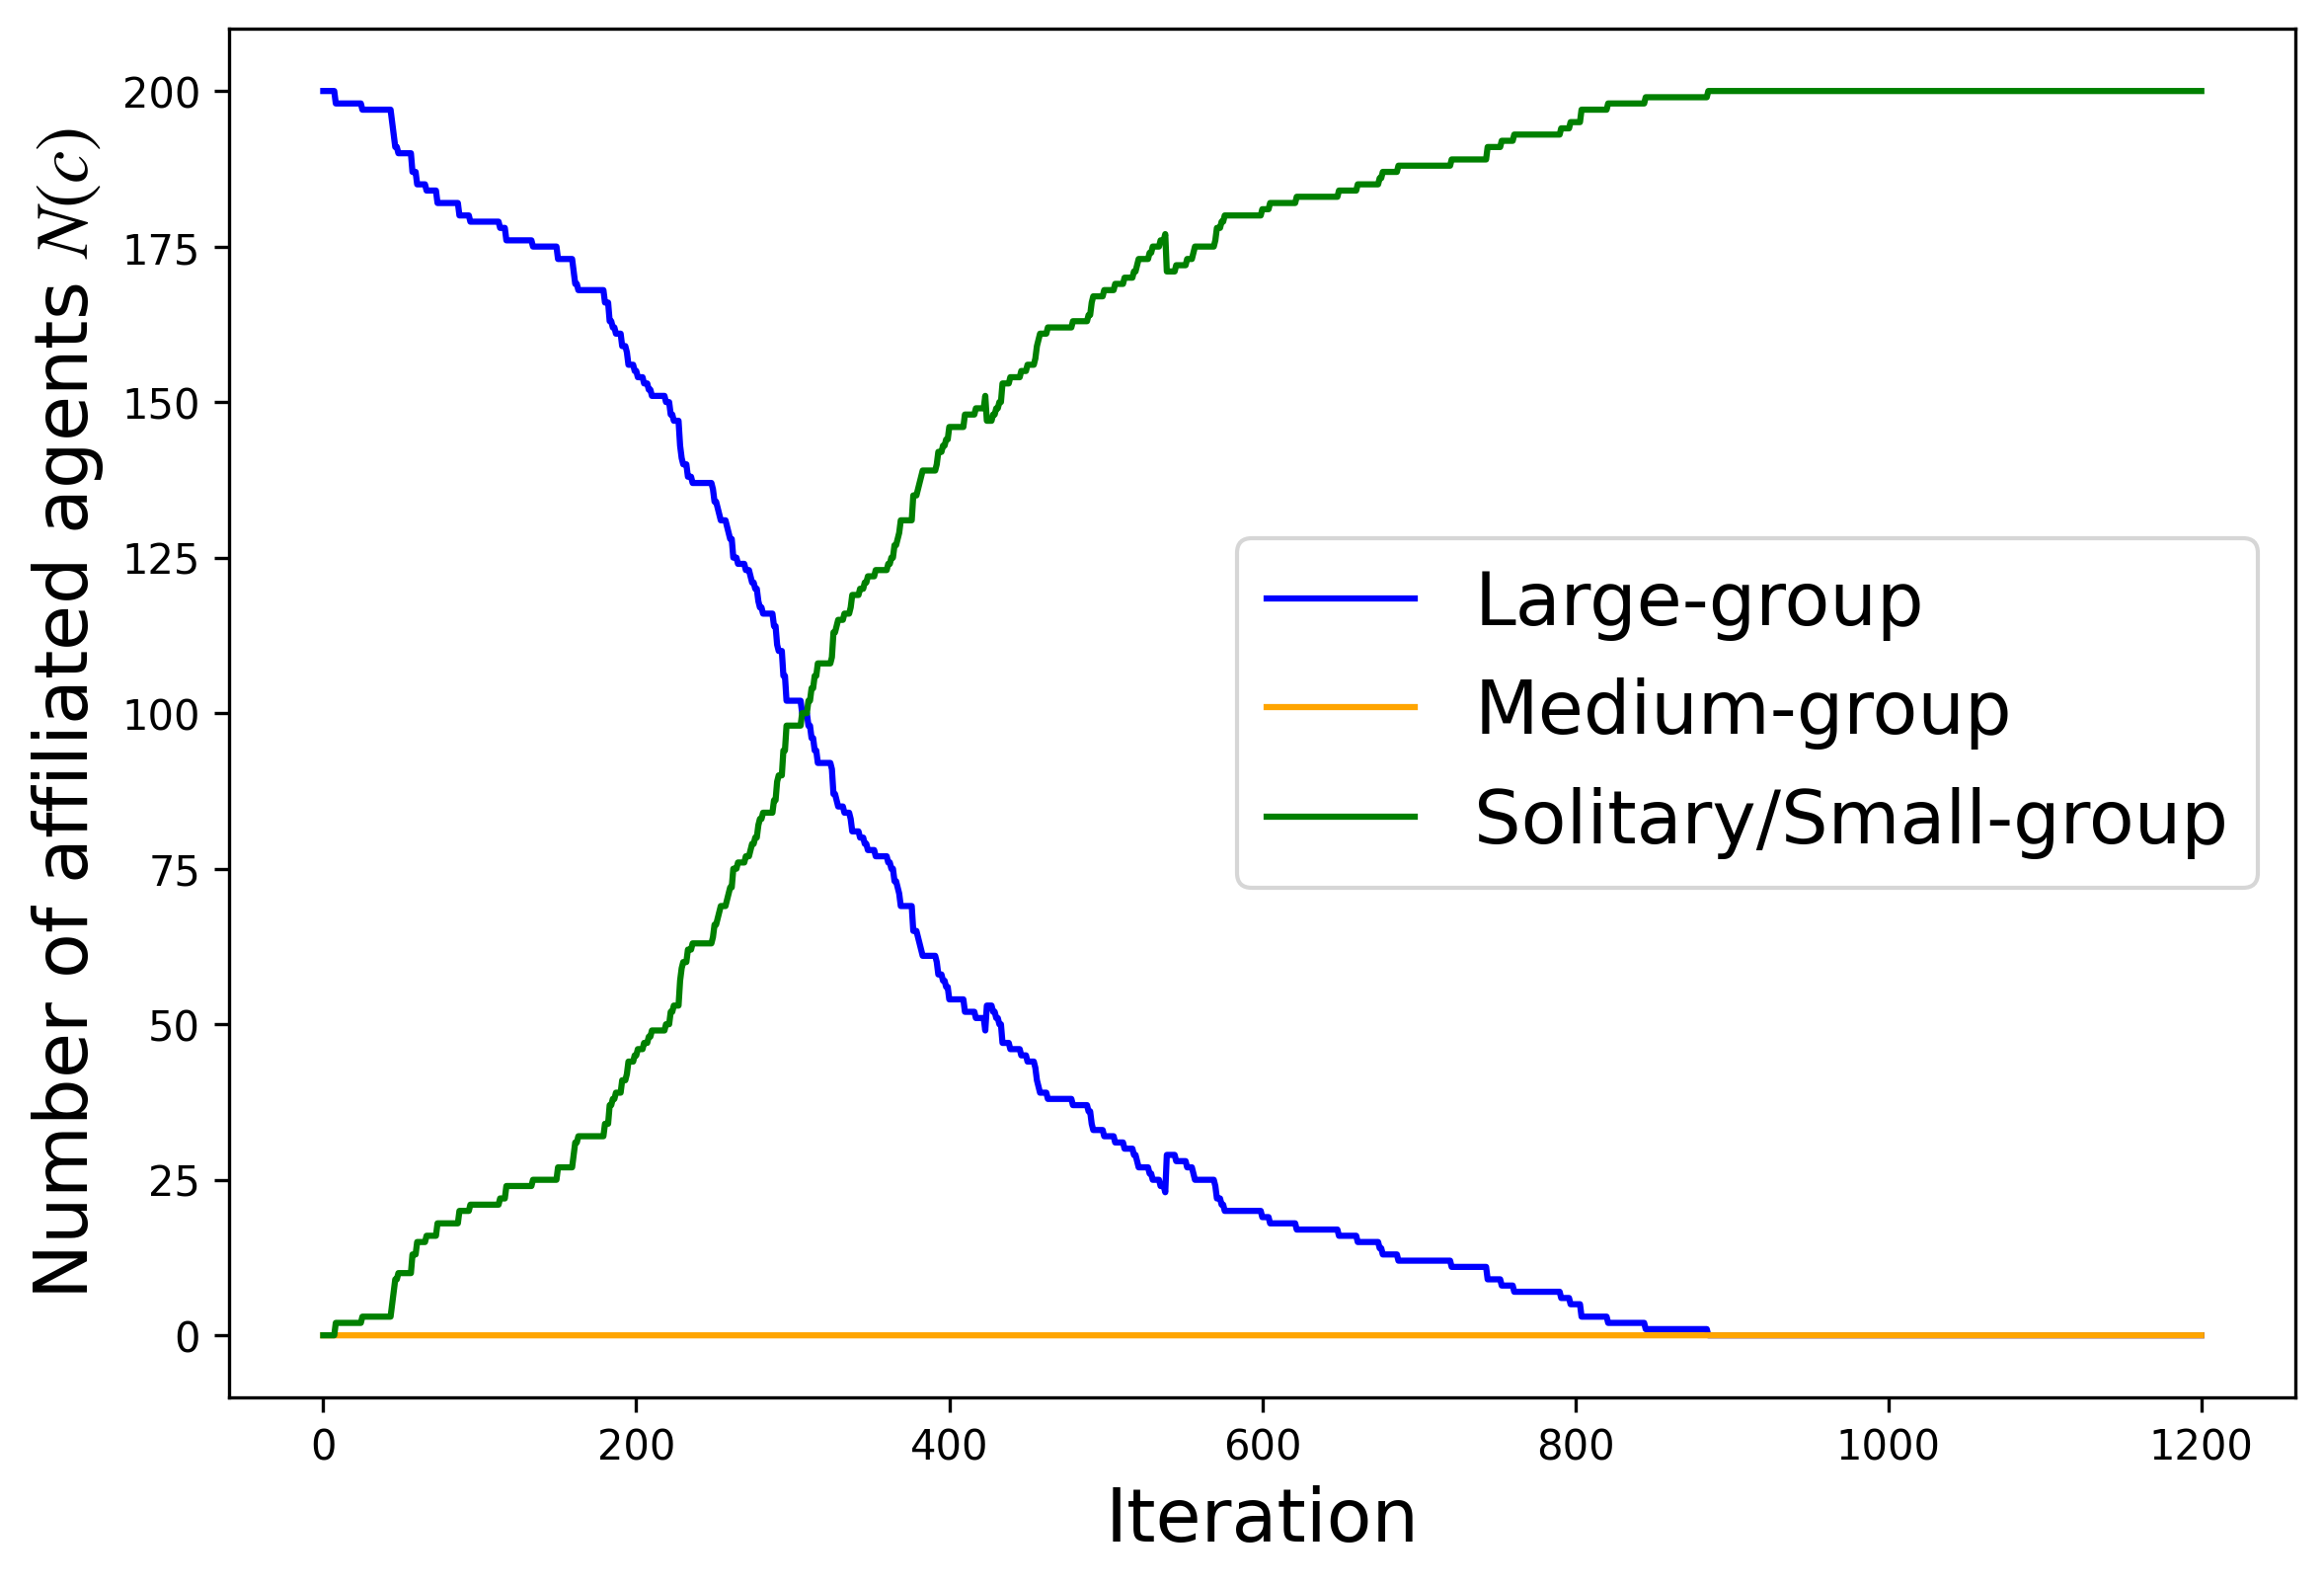 Number of affiliated agents N(c)
200
175
150
125
100
75
50
25
0
Large-group
Medium-group
Solitary/Small-group
0 200 400 600 800 1000 1200
Iteration